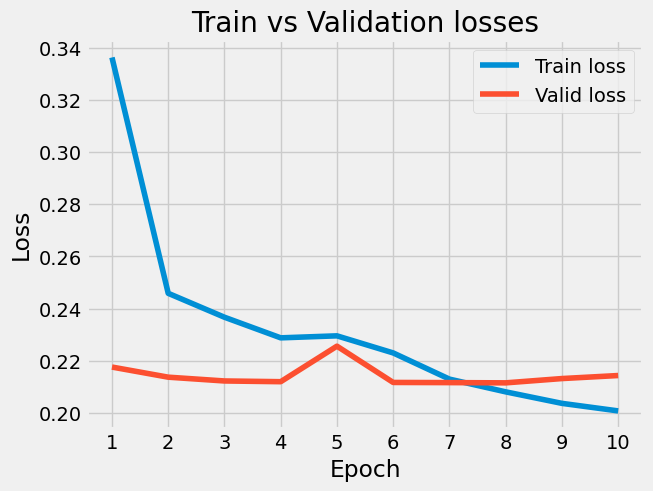 Train vs Validation losses
Train loss
Valid loss
0.34
0.32
0.30
0.28
0.26
0.24
0.22
0.20
Loss
1 2 3 4 5 6 7 8 9 10
Epoch